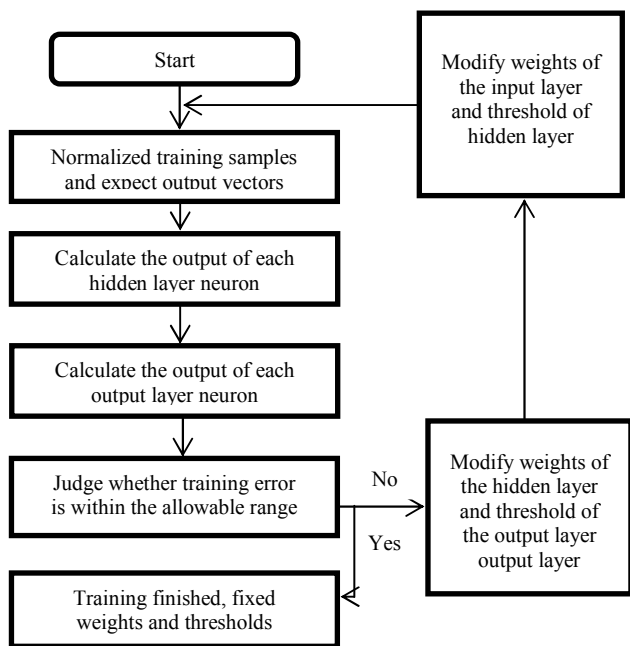 Start
Normalized training samples
and expect output vectors
Calculate the output of each
hidden layer neuron
Calculate the output of each
output layer neuron
Judge whether training error
is within the allowable range
No
Yes
Training finished, fixed
weights and thresholds
Modify weights of
the hidden layer
and threshold of
the output layer
output layer
Modify weights of
the input layer
and threshold of
hidden layer